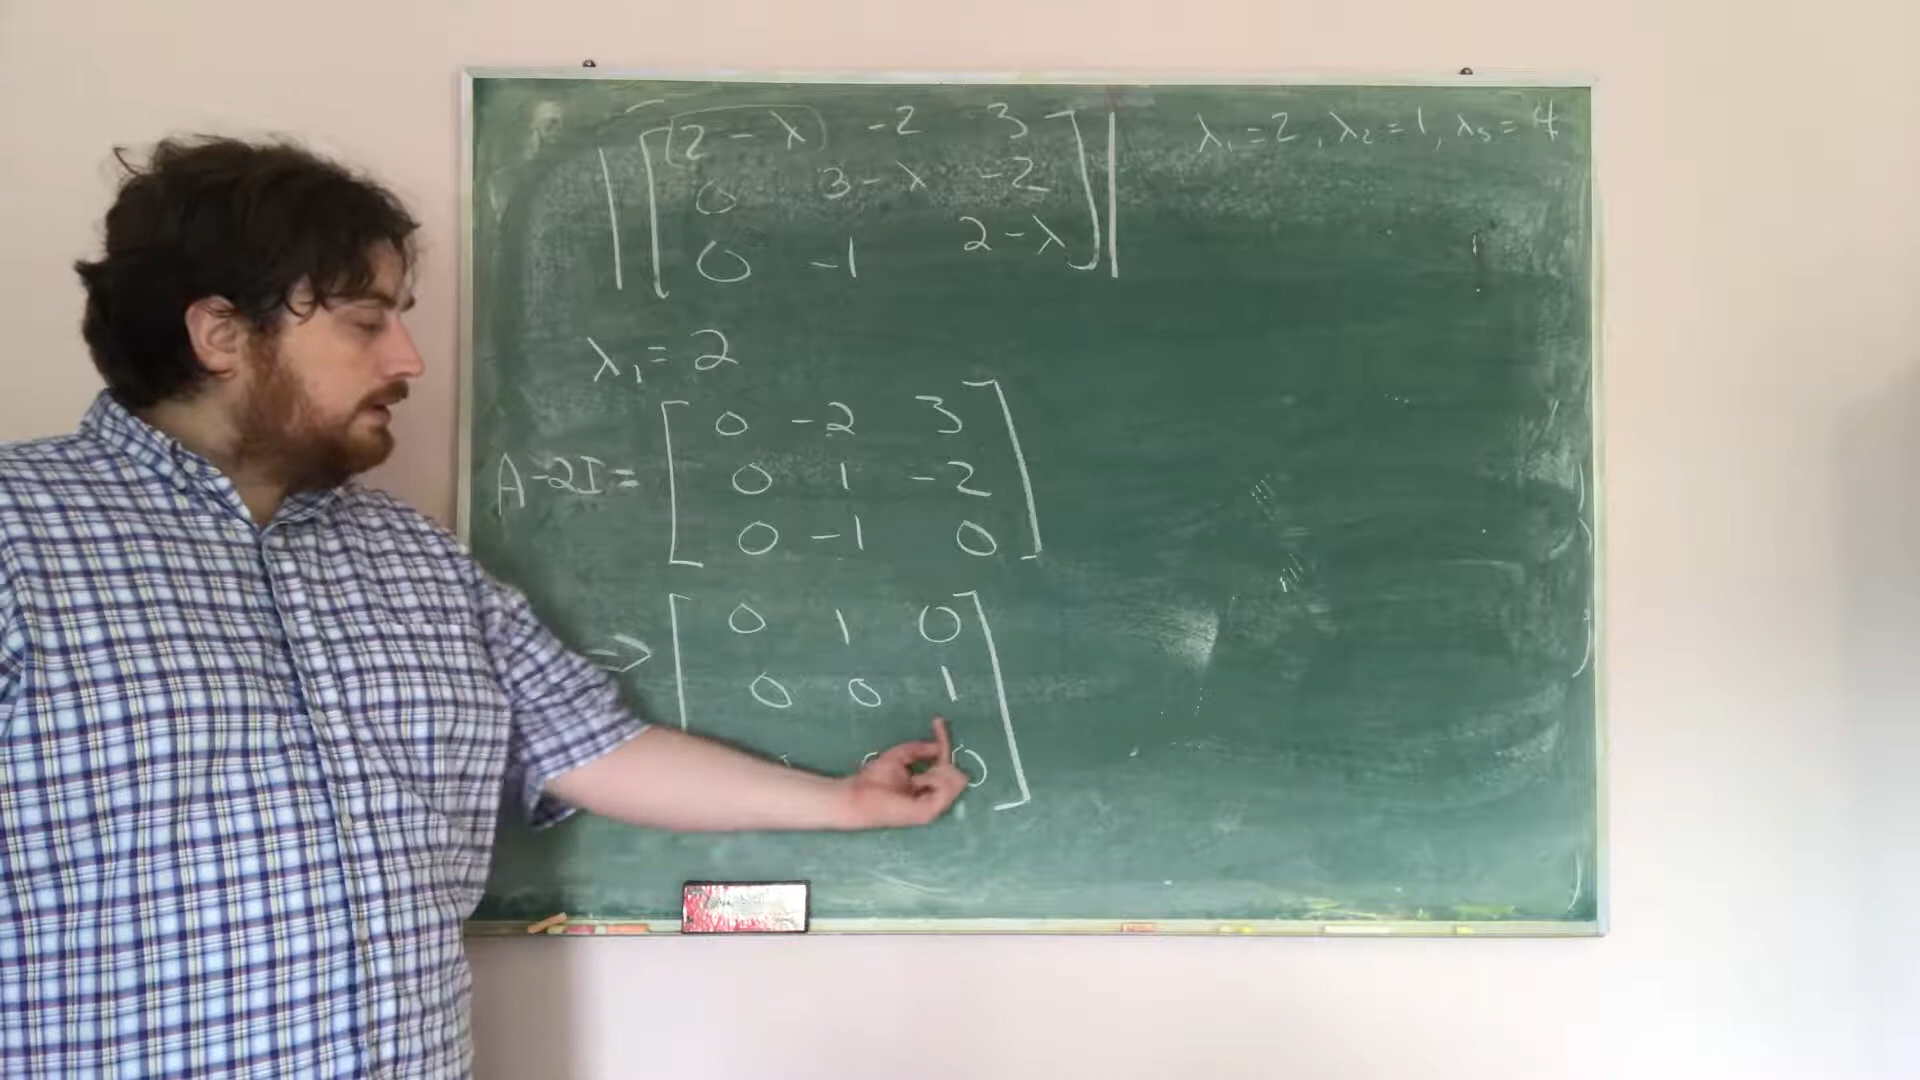 | [ 2 - λ -2 3 ] | λ₁ = 2 , λ₂ = 1 , λ₃ = 4
0 3 - λ -2
0 -1 2 - λ
λ₁ = 2
A - 2I = [ 0 -2 3
0 1 -2
0 -1 0 ]
→ [ 0 1 0
0 0 1
0 ]